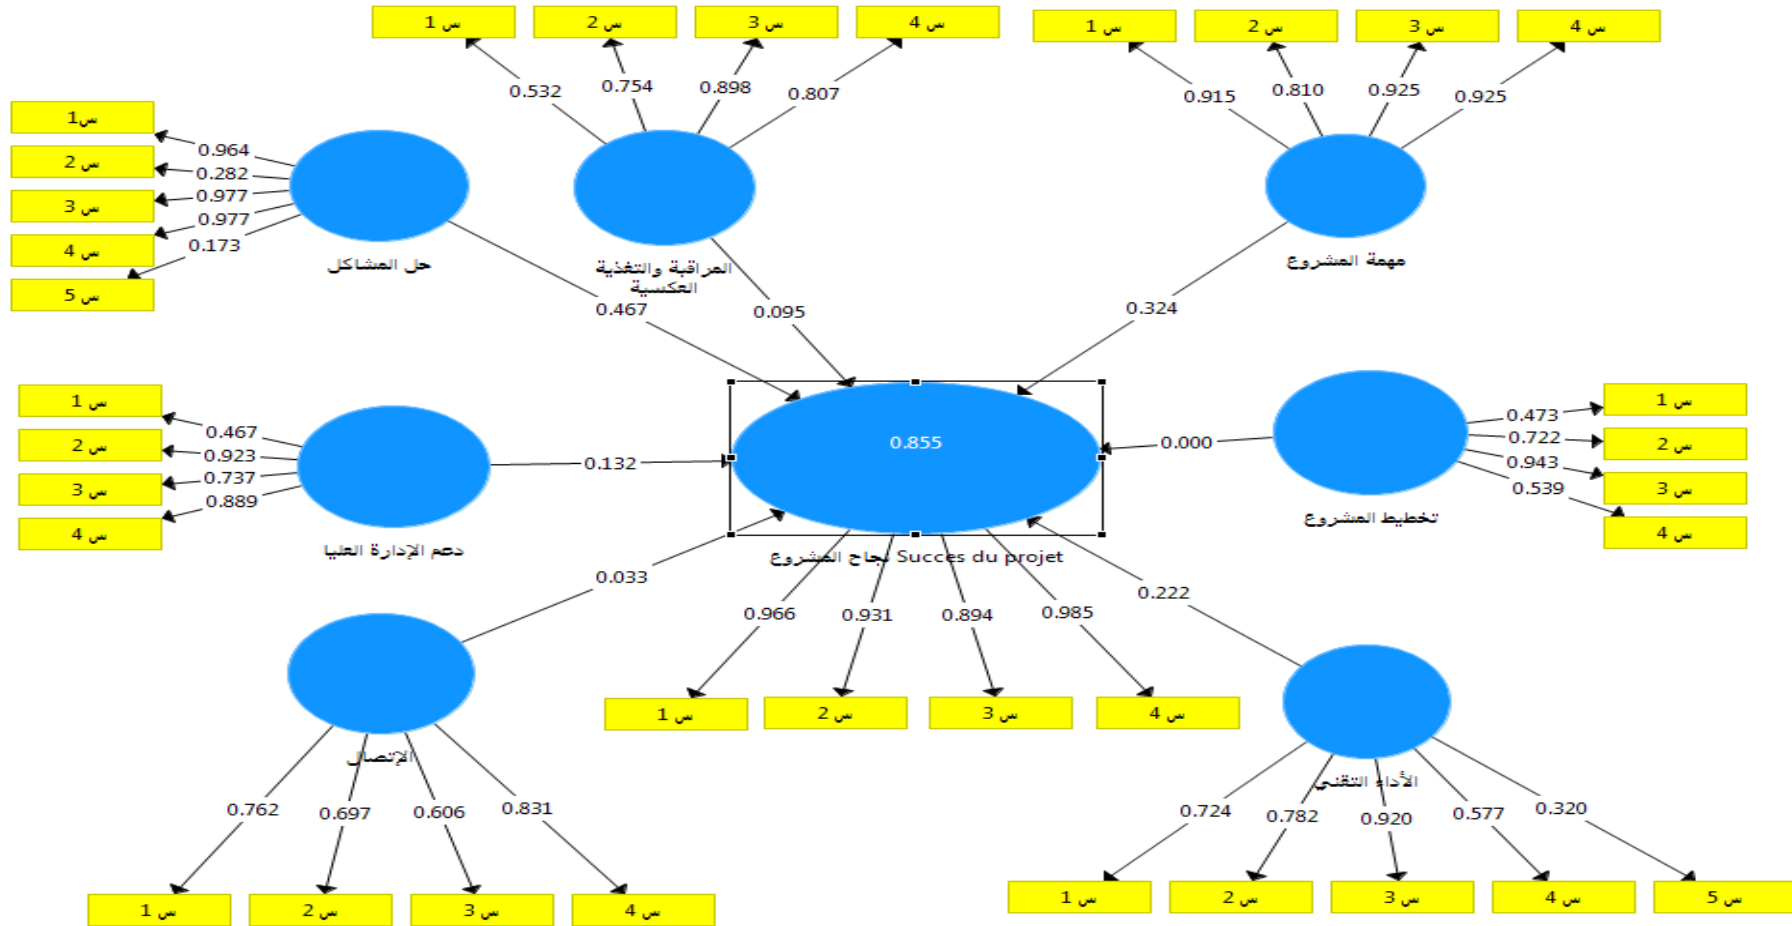 س 1
س 2
س 3
س 4
س 1
س 2
س 3
س 4
0.532
0.754
0.898
0.807
0.915
0.810
0.925
0.925
س1
س 2
س 3
س 4
س 5
0.964
0.282
0.977
0.977
0.173
حل المشاكل
المراقبة والتغذية
العكسية
مهمة المشروع
0.467
0.095
0.324
س 1
س 2
س 3
س 4
0.467
0.923
0.737
0.889
دعم الإدارة العليا
0.132
0.855
0.000
0.473
0.722
0.943
0.539
س 1
س 2
س 3
س 4
تخطيط المشروع
نجاح المشروع Succes du projet
0.033
0.222
0.966
0.931
0.894
0.985
س 1
س 2
س 3
س 4
الإتصال
0.762
0.697
0.606
0.831
س 1
س 2
س 3
س 4
الأداء التقني
0.724
0.782
0.920
0.577
0.320
س 1
س 2
س 3
س 4
س 5